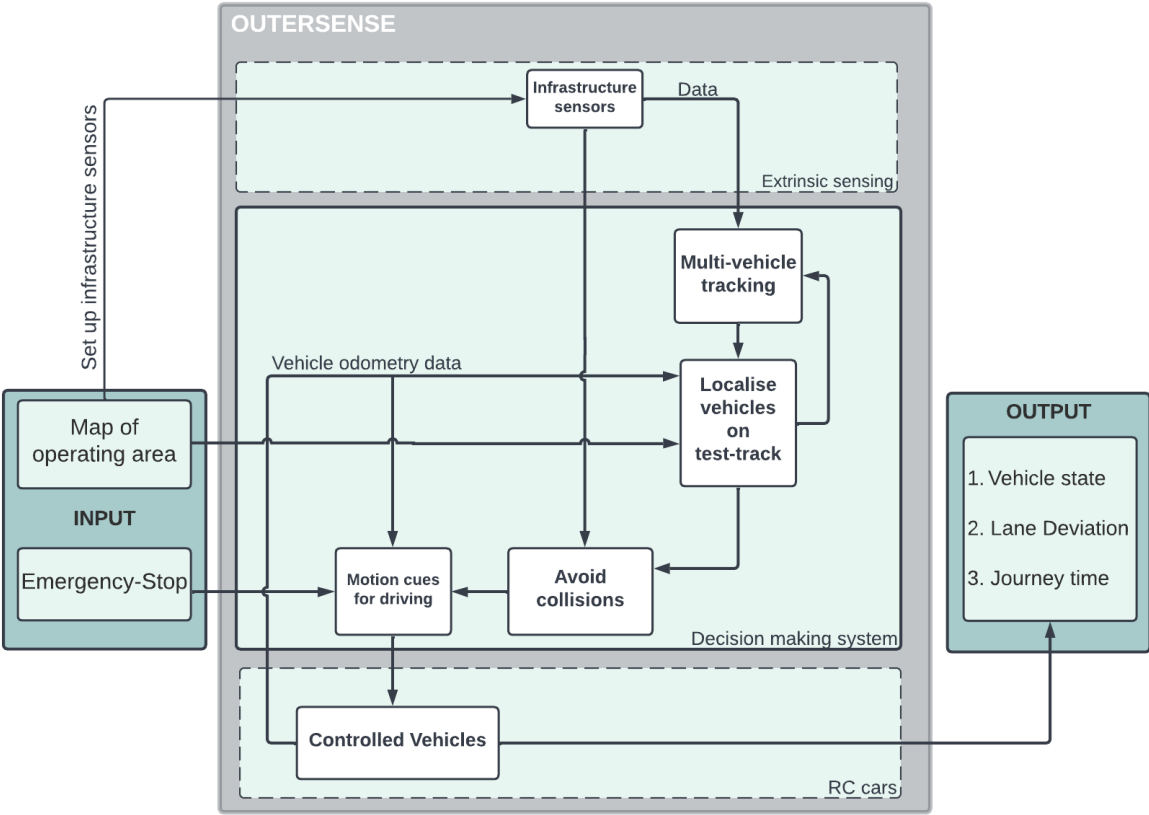 OUTERSENSE
Infrastructure
sensors
Data
Extrinsic sensing
Set up infrastructure sensors
Multi-vehicle
tracking
Vehicle odometry data
Localise
vehicles
on
test-track
Map of
operating area
INPUT
Emergency-Stop
Motion cues
for driving
Avoid
collisions
Decision making system
Controlled Vehicles
RC cars
OUTPUT
1. Vehicle state
2. Lane Deviation
3. Journey time